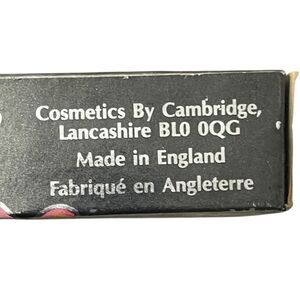 Cosmetics By Cambridge,
Lancashire BL0 0QG
Made in England
Fabriqué en Angleterre